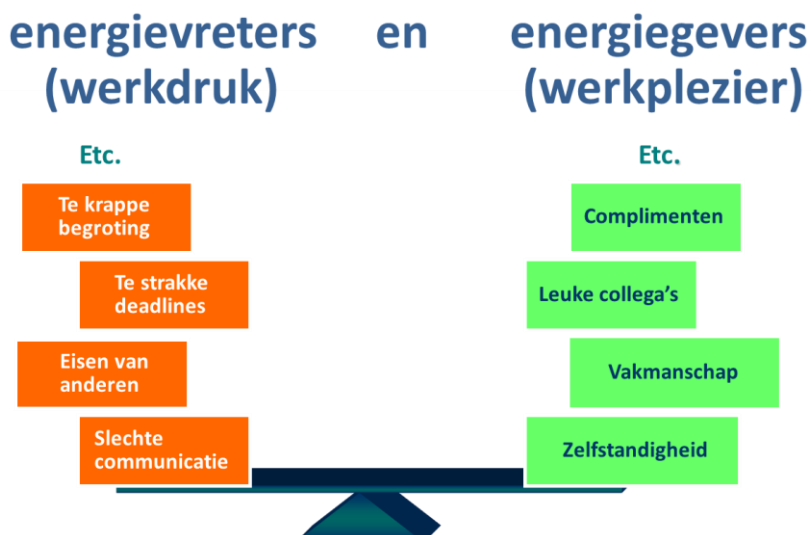 energievreters en energiegevers
(werkdruk) (werkplezier)
Etc.
Te krappe
begroting
Te strakke
deadlines
Eisen van
anderen
Slechte
communicatie
Etc.
Complimenten
Leuke collega's
Vakmanschap
Zelfstandigheid